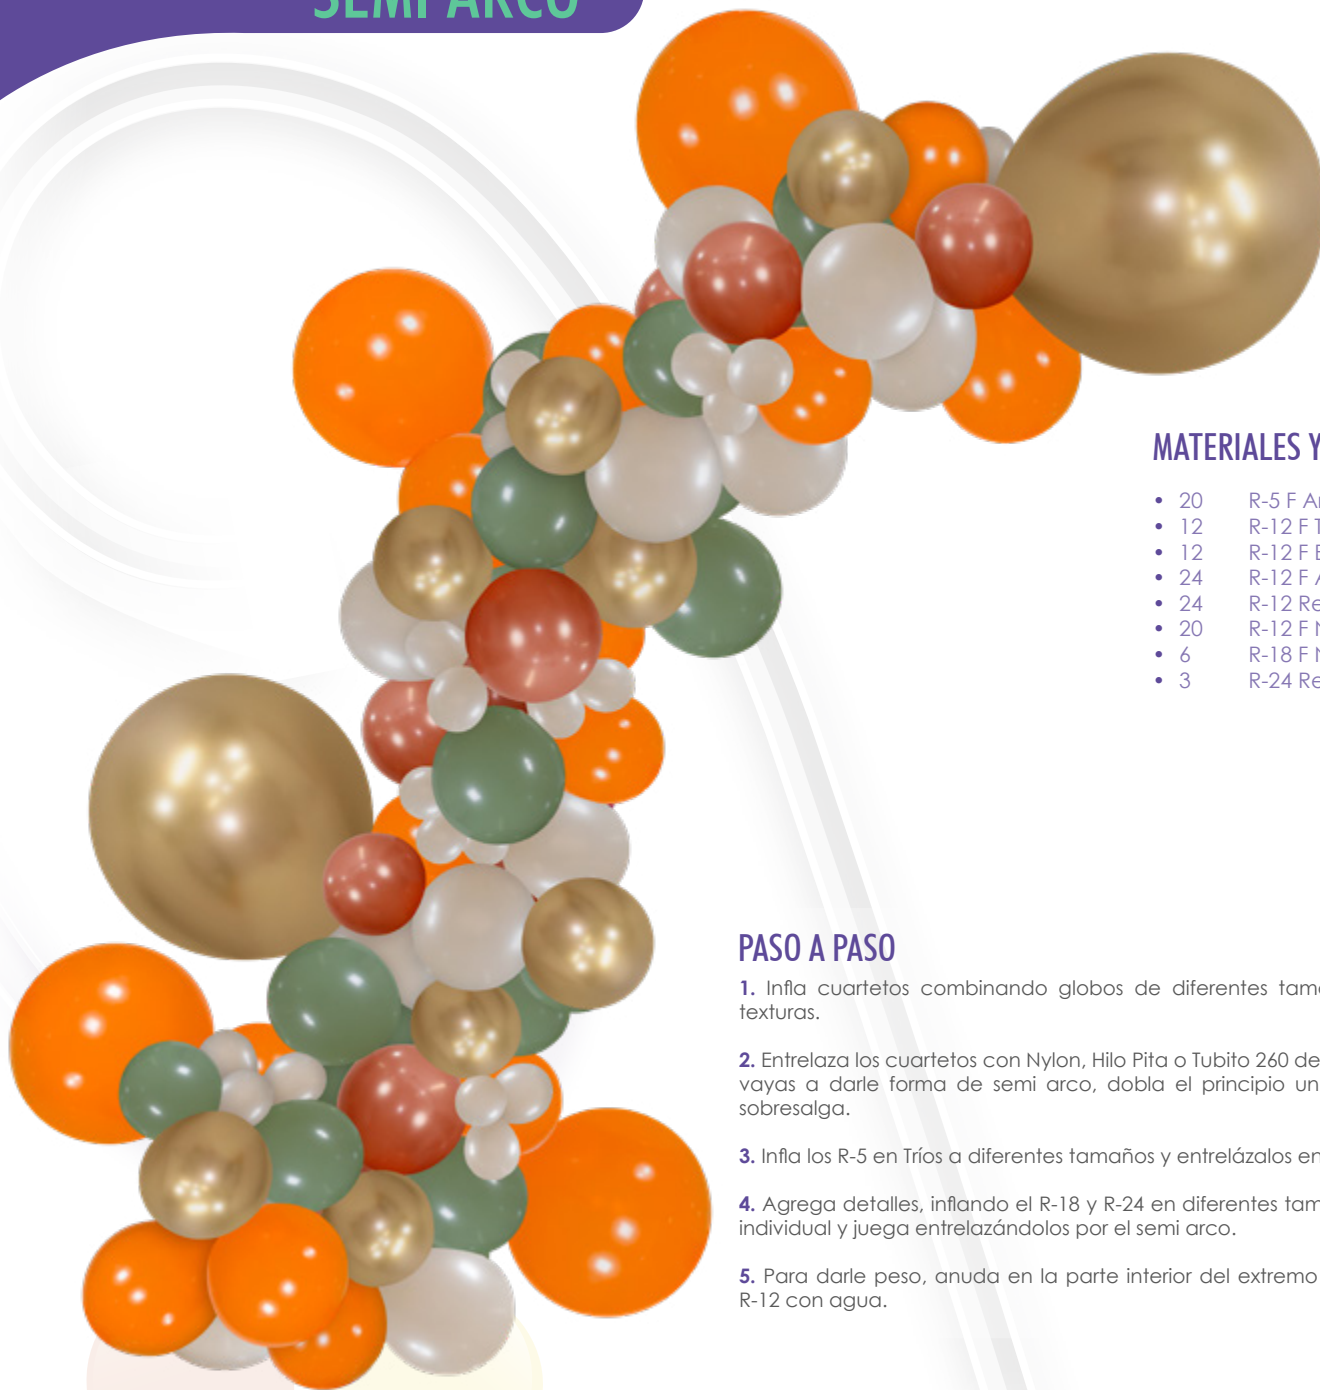 SEMI ARCO
MATERIALES Y
• 20 R-5 F
• 12 R-12 F
• 12 R-12 F
• 24 R-12 F
• 24 R-12
• 20 R-12 F
• 6 R-18 F
• 3 R-24
PASO A PASO
1. Infla cuartetos combinando globos de diferentes
texturas.
2. Entrelaza los cuartetos con Nylon, Hilo Pita o Tubito 260 de
vayas a darle forma de semi arco, dobla el principio un
sobresalga.
3. Infla los R-5 en Tríos a diferentes tamaños y entrelázalos en
4. Agrega detalles, inflando el R-18 y R-24 en diferentes
individual y juega entrelazándolos por el semi arco.
5. Para darle peso, anuda en la parte interior del extremo
R-12 con agua.